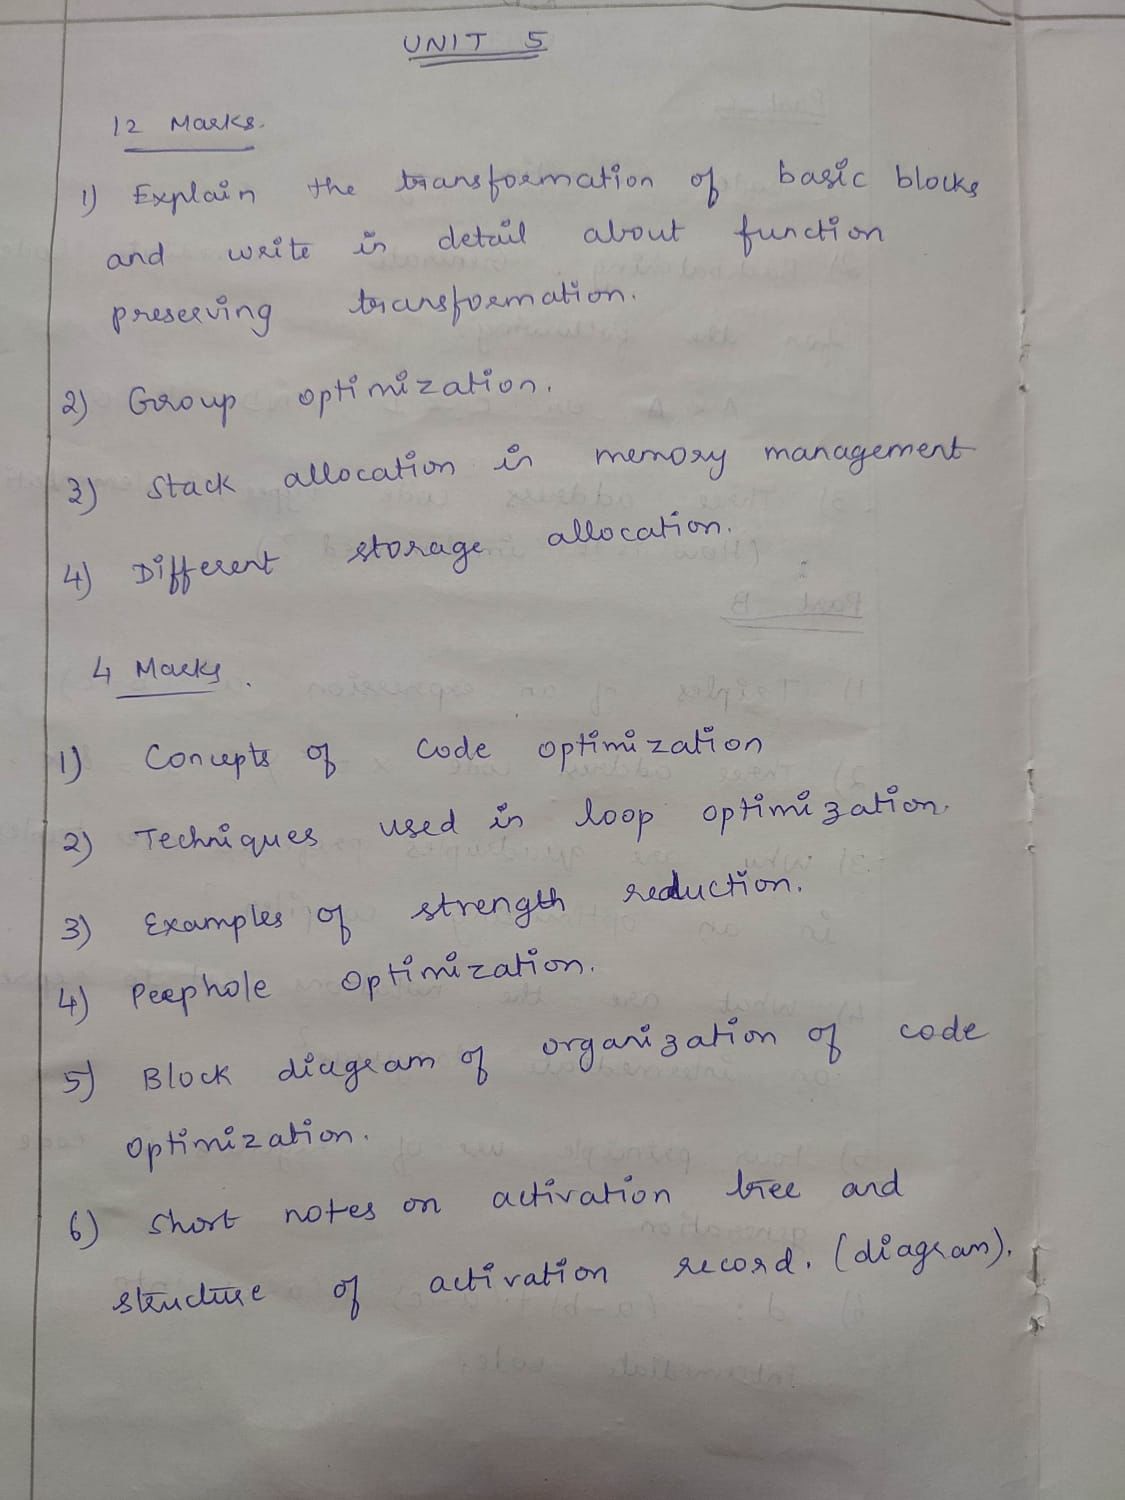 UNIT 5
12 Marks.
1) Explain the transformation of basic blocks
and write in detail about function
preserving transformation.
2) Group optimization.
3) Stack allocation in memory management
4) Different storage allocation.
4 Marks.
1) Concepts of Code optimization
2) Techniques used in loop optimization.
3) Examples of strength reduction.
4) Peephole Optimization.
5) Block diagram of organization of code
Optimization.
6) Short notes on activation tree and
structure of activation record. (diagram).